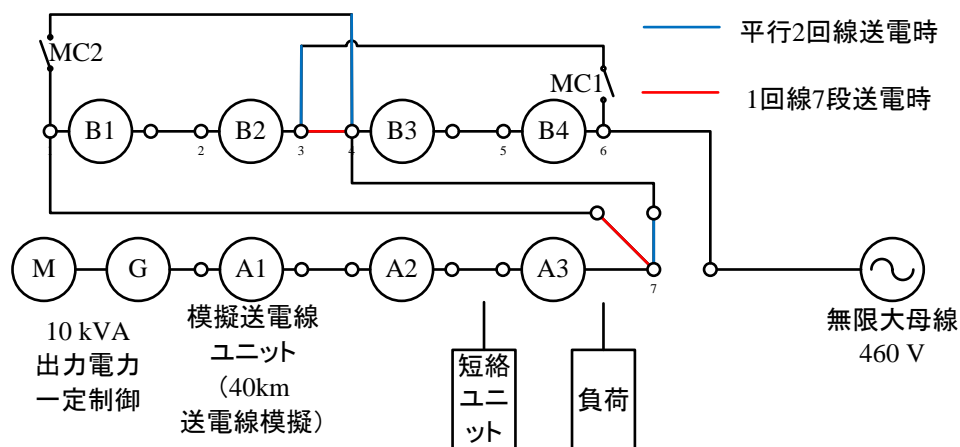 平行2回線送電時
MC2
MC1
1回線7段送電時
B1
B2
B3
B4
1
2
3
4
5
6
M
G
A1
A2
A3
7
10 kVA
出力電力
一定制御
模擬送電線
ユニット
(40km
送電線模擬)
短絡
ユニ
ット
負荷
無限大母線
460 V